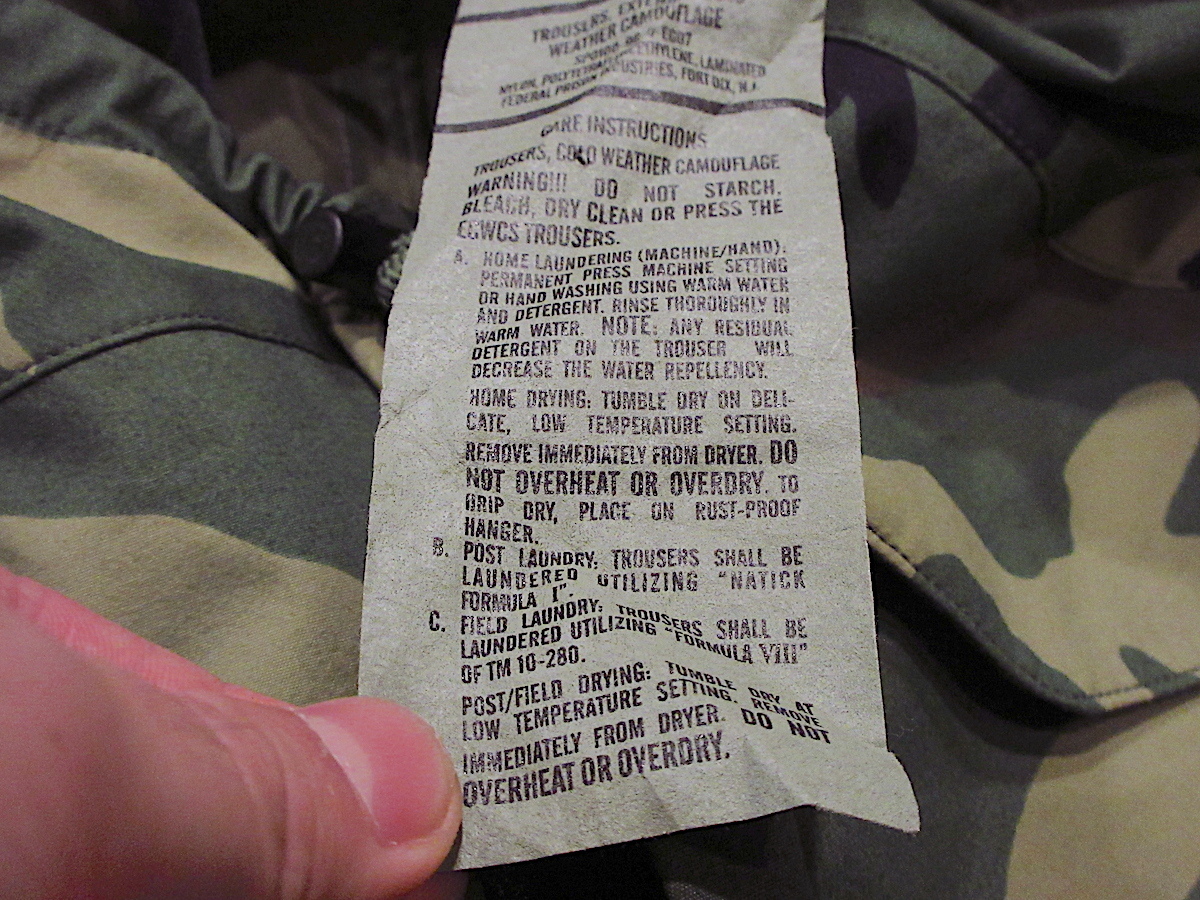 TROUSERS,
WEATHER CAMOUFLAGE
SPO100 EG07
NYLON, LAMINATED
FEDERAL PRISON INDUSTRIES, FORT DIX, N.J.
CARE INSTRUCTIONS
TROUSERS, COLD WEATHER CAMOUFLAGE
WARNING!!! DO NOT STARCH,
BLEACH, DRY CLEAN OR PRESS THE
ECWCS TROUSERS.
A. HOME LAUNDERING (MACHINE/HAND):
PERMANENT PRESS MACHINE SETTING
OR HAND WASHING USING WARM WATER
AND DETERGENT. RINSE THOROUGHLY IN
WARM WATER. NOTE: ANY RESIDUAL
DETERGENT ON THE TROUSER WILL
DECREASE THE WATER REPELLENCY.
HOME DRYING: TUMBLE DRY ON DELI-
CATE, LOW TEMPERATURE SETTING.
REMOVE IMMEDIATELY FROM DRYER. DO
NOT OVERHEAT OR OVERDRY. TO
DRIP DRY, PLACE ON RUST-PROOF
HANGER.
B. POST LAUNDRY: TROUSERS SHALL BE
LAUNDERED UTILIZING "NATICK
FORMULA I".
C. FIELD LAUNDRY: TROUSERS SHALL BE
LAUNDERED UTILIZING "FORMULA VIII"
OF TM 10-280.
POST/FIELD DRYING: TUMBLE DRY AT
LOW TEMPERATURE SETTING. REMOVE
IMMEDIATELY FROM DRYER. DO NOT
OVERHEAT OR OVERDRY.